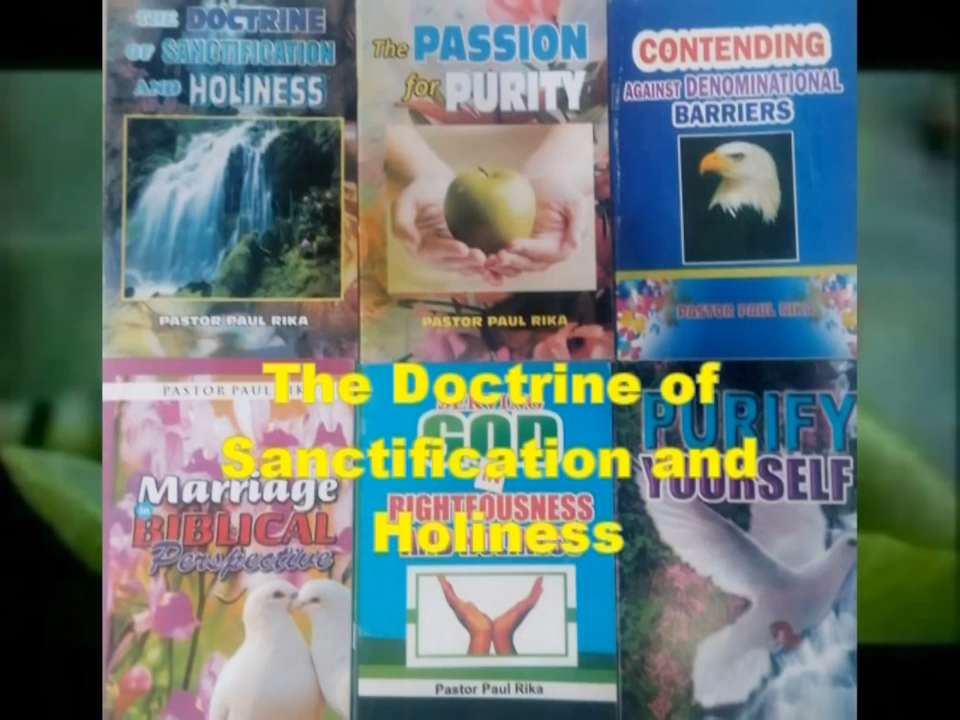 THE DOCTRINE
OF SANCTIFICATION
AND HOLINESS
PASTOR PAUL RIKA
The PASSION
for PURITY
PASTOR PAUL RIKA
CONTENDING
AGAINST DENOMINATIONAL
BARRIERS
PASTOR PAUL RIKA
The Doctrine of
Sanctification and
Holiness
PASTOR PAUL
Marriage
in
BIBLICAL
Perspective
GOD
RIGHTEOUSNESS
Pastor Paul Rika
PURIFY
YOURSELF